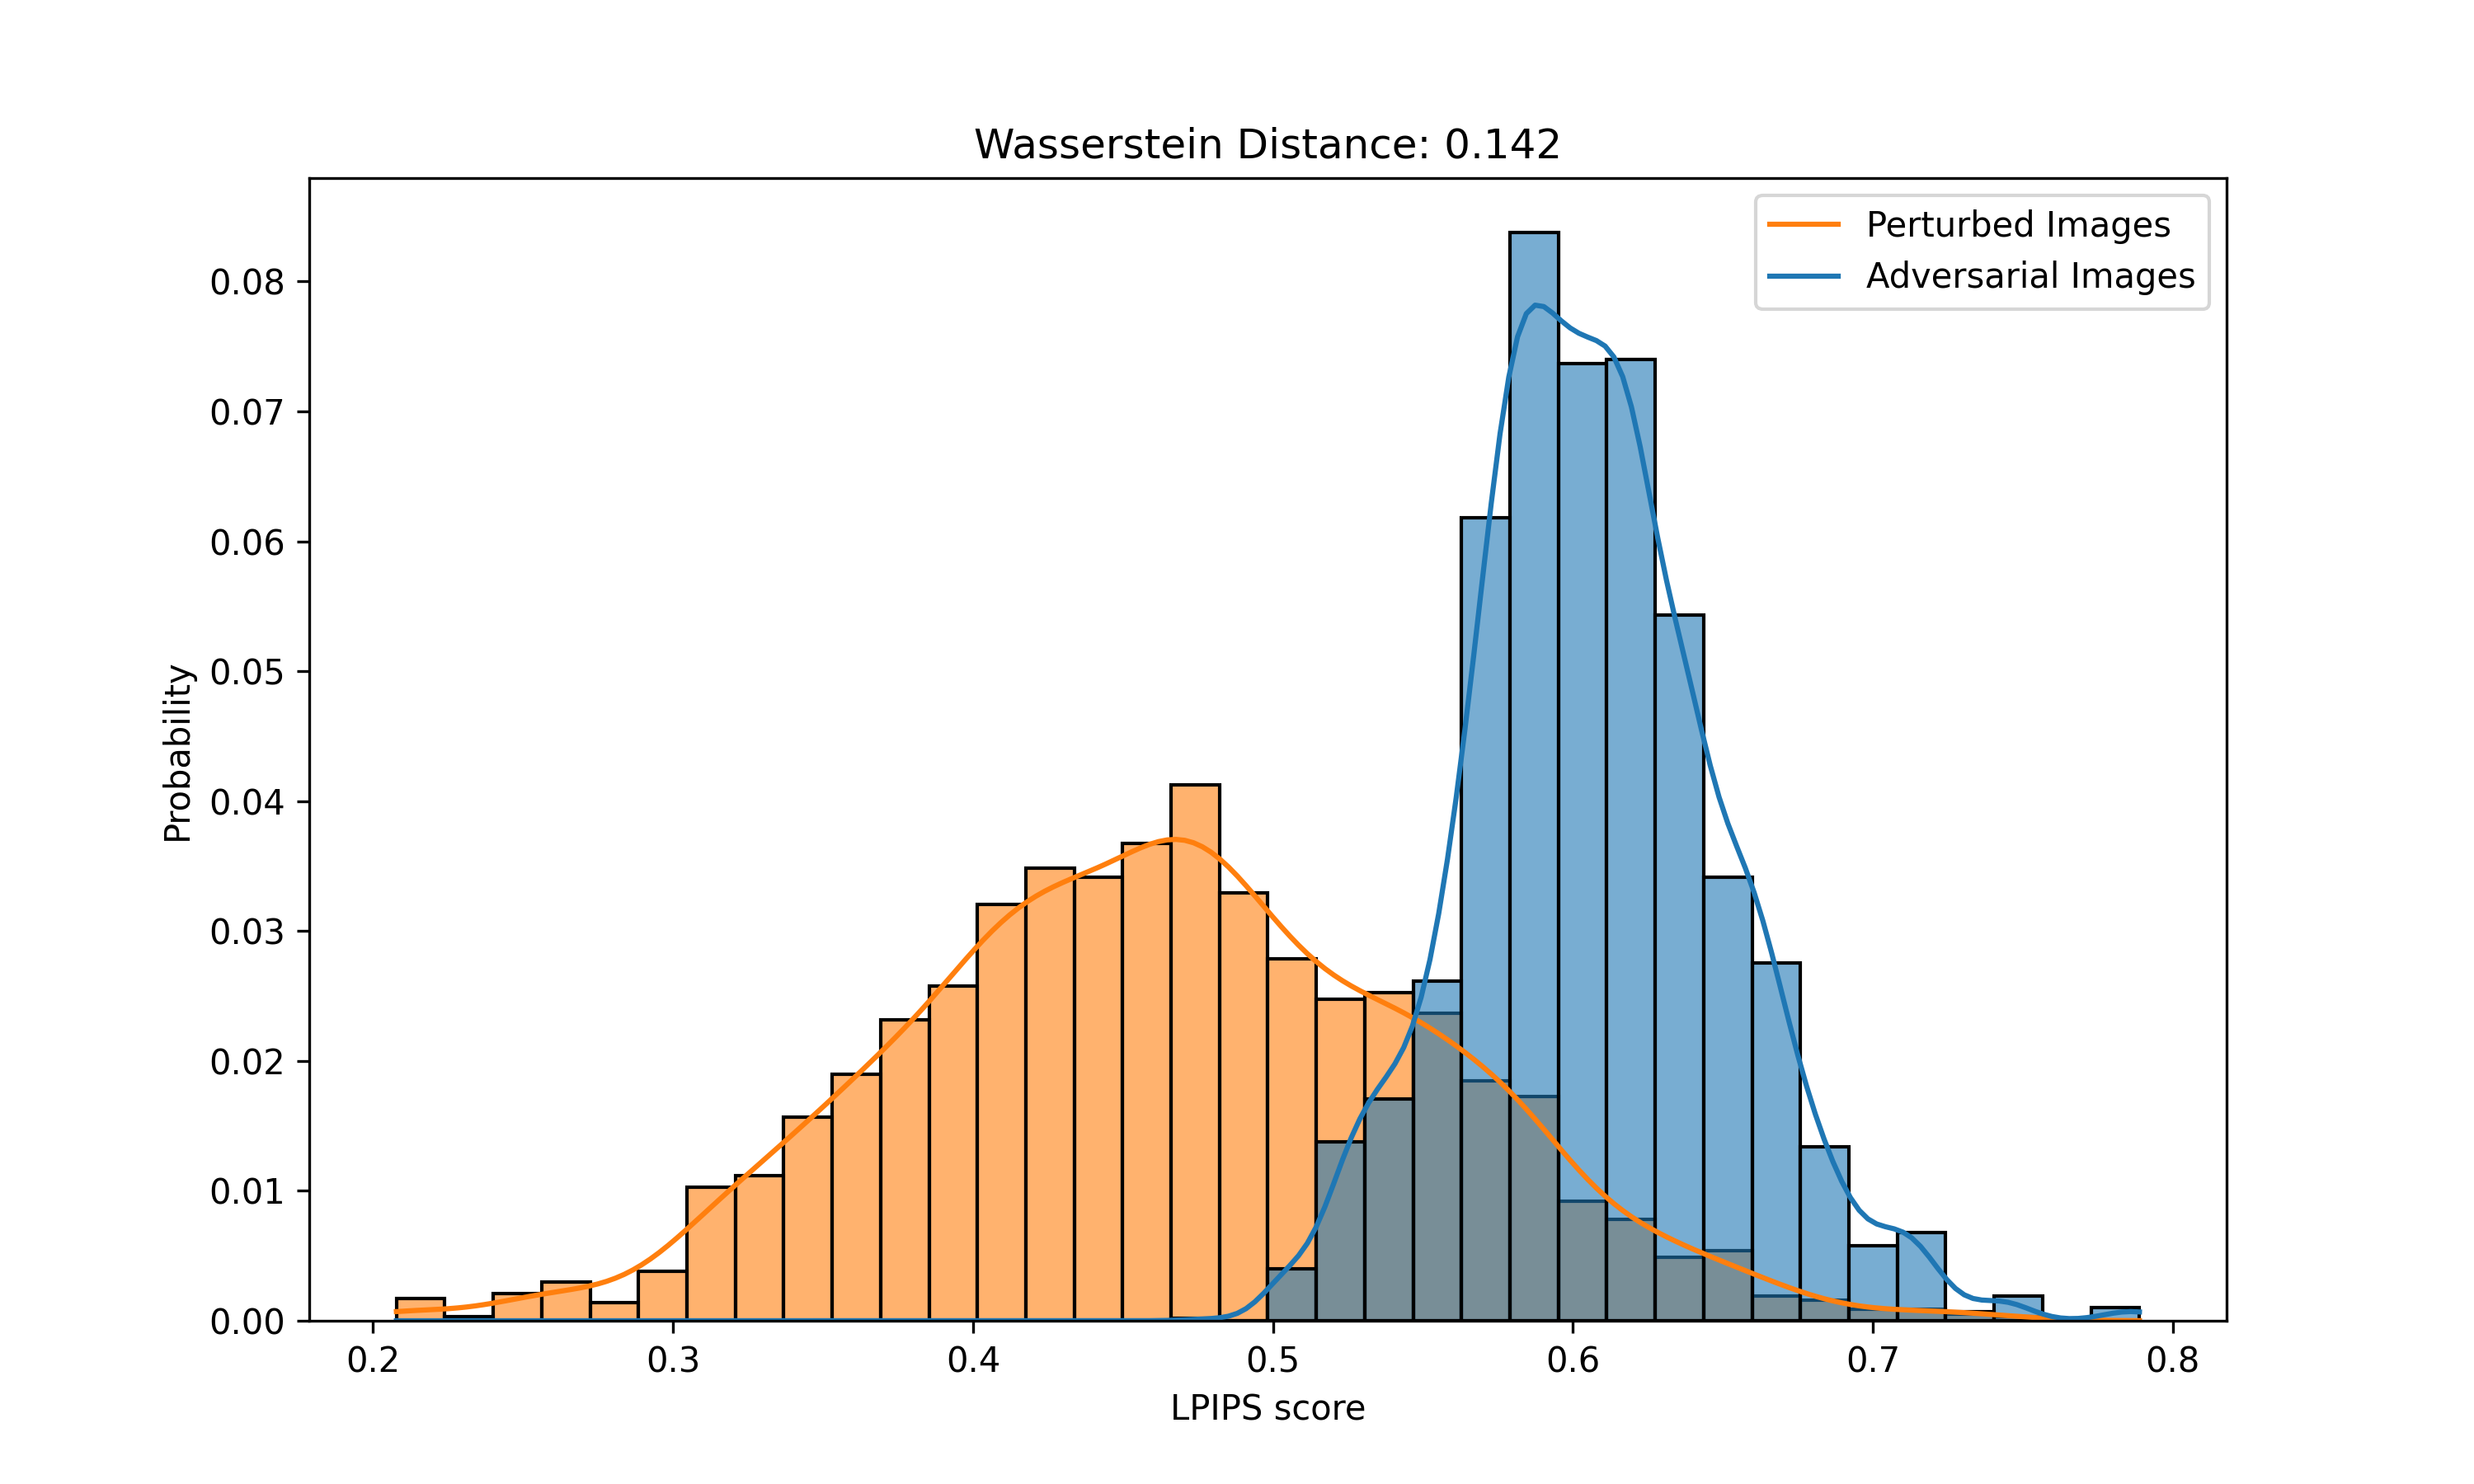 Wasserstein Distance: 0.142
Perturbed Images
Adversarial Images
Probability
0.08
0.07
0.06
0.05
0.04
0.03
0.02
0.01
0.00
0.2 0.3 0.4 0.5 0.6 0.7 0.8
LPIPS score